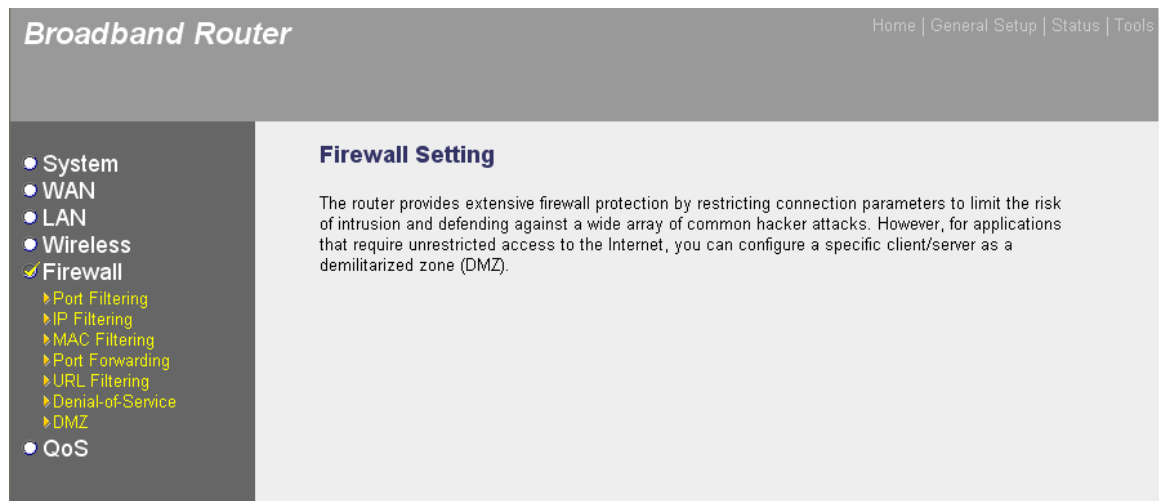 Broadband Router
Home | General Setup | Status | Tools
System
WAN
LAN
Wireless
Firewall
Port Filtering
IP Filtering
MAC Filtering
Port Forwarding
URL Filtering
Denial-of-Service
DMZ
QoS
Firewall Setting
The router provides extensive firewall protection by restricting connection parameters to limit the risk
of intrusion and defending against a wide array of common hacker attacks. However, for applications
that require unrestricted access to the Internet, you can configure a specific client/server as a
demilitarized zone (DMZ).